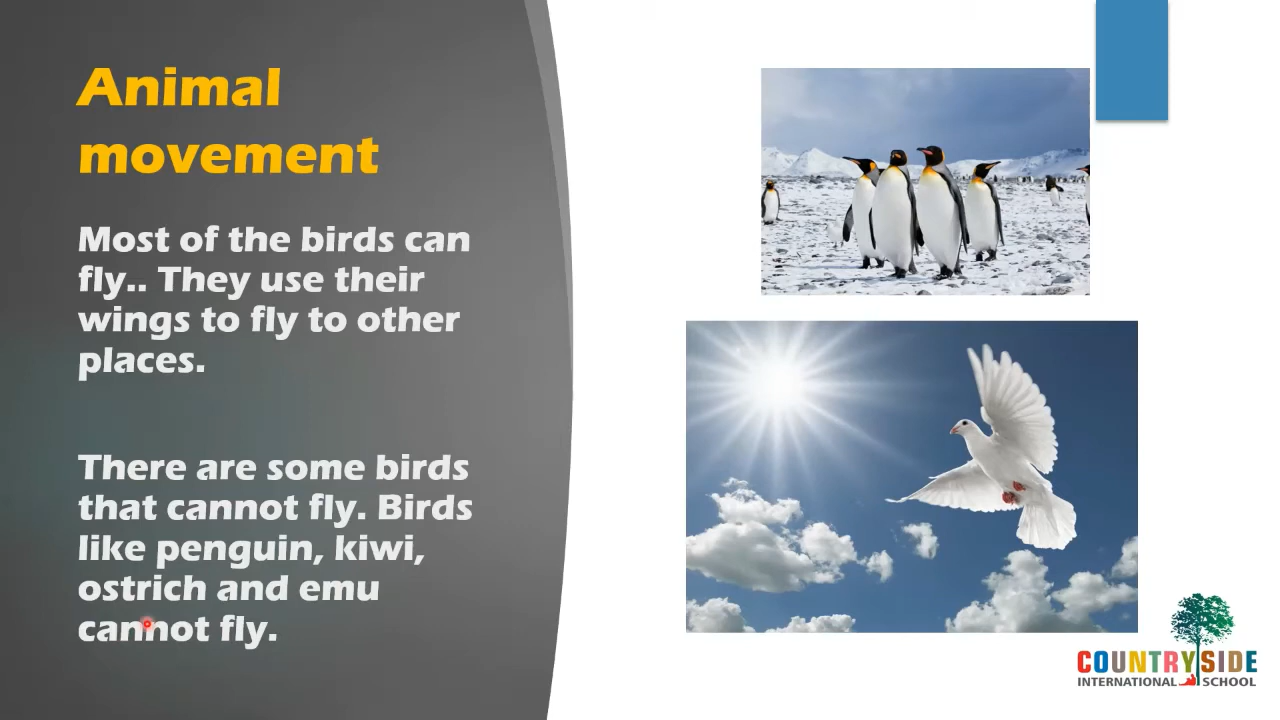 Animal
movement
Most of the birds can
fly.. They use their
wings to fly to other
places.
There are some birds
that cannot fly. Birds
like penguin, kiwi,
ostrich and emu
cannot fly.
COUNTRYSIDE
INTERNATIONAL SCHOOL